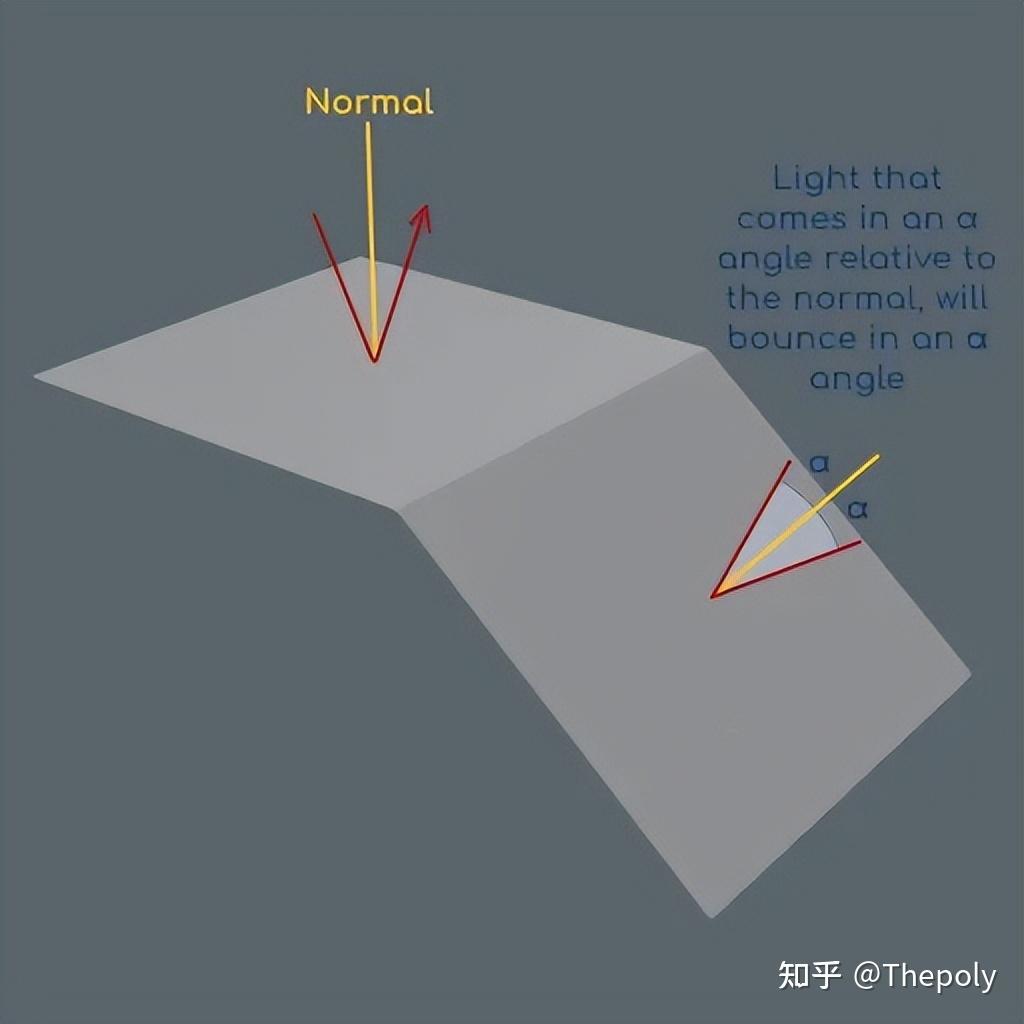 Normal
Light that
comes in an α
angle relative to
the normal, will
bounce in an α
angle
α
α
知乎 @Thepoly